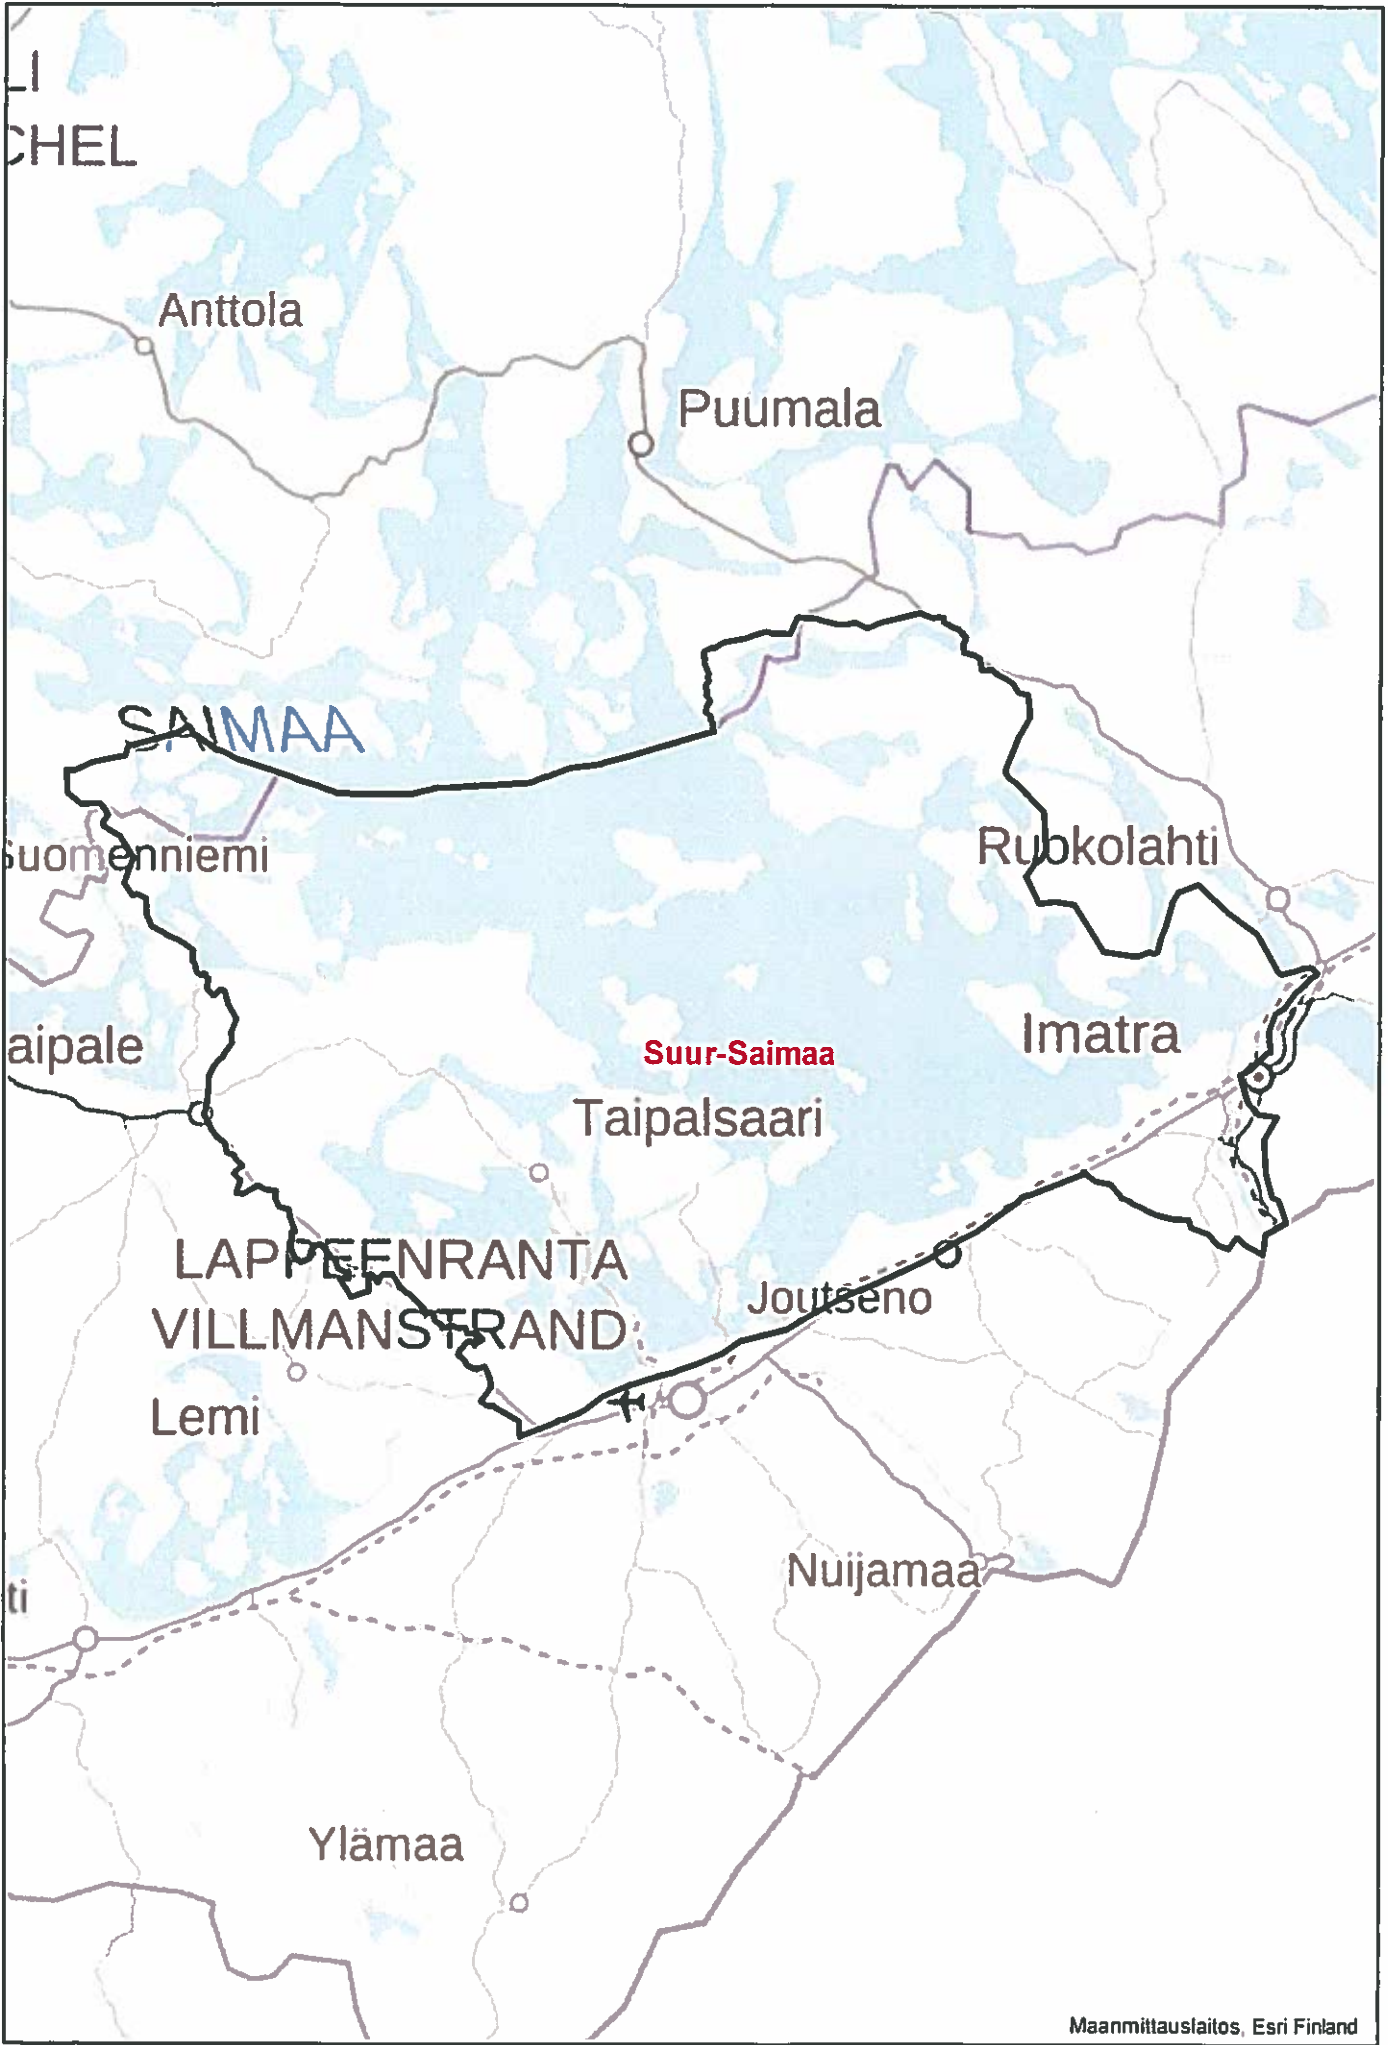 LI
CHEL
Anttola
Puumala
SAIMAA
Suomenniemi
Ruokolahti
aipale
Suur-Saimaa
Imatra
Taipalsaari
LAPPEENRANTA
VILLMANSTRAND
Joutseno
Lemi
Nuijamaa
ti
Ylämaa
Maanmittauslaitos, Esri Finland